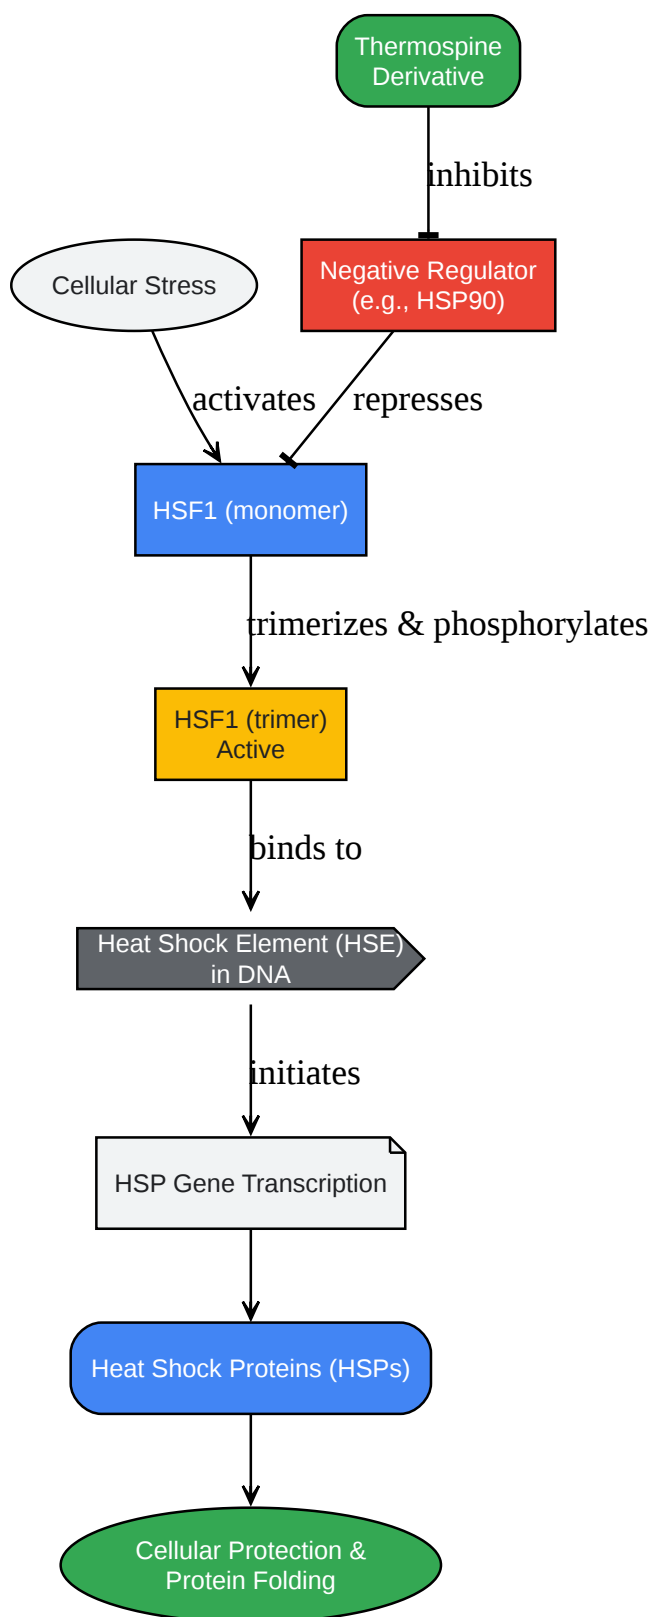 Thermospine
Derivative
inhibits
Cellular Stress
Negative Regulator
(e.g., HSP90)
activates
represses
HSF1 (monomer)
trimerizes & phosphorylates
HSF1 (trimer)
Active
binds to
Heat Shock Element (HSE)
in DNA
initiates
HSP Gene Transcription
Heat Shock Proteins (HSPs)
Cellular Protection &
Protein Folding